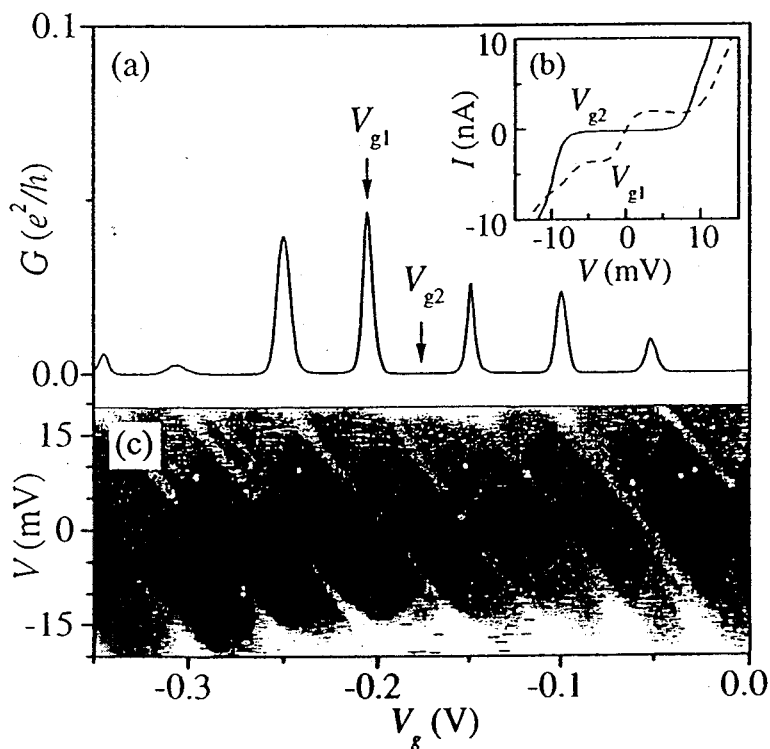 0.1
(a)
(b)
10
V_g2
I (nA)
0
V_g1
-10
-10
0
10
V (mV)
V_g1
G (e²/h)
V_g2
0.0
(c)
15
V (mV)
0
-15
-0.3
-0.2
-0.1
0.0
V_g (V)